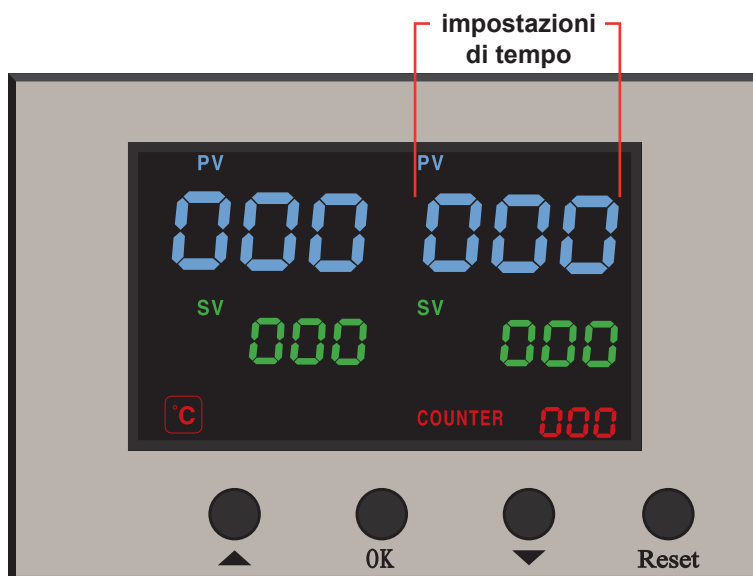 impostazioni
di tempo
PV PV
000 000
SV SV
000 000
°C COUNTER 000
OK Reset